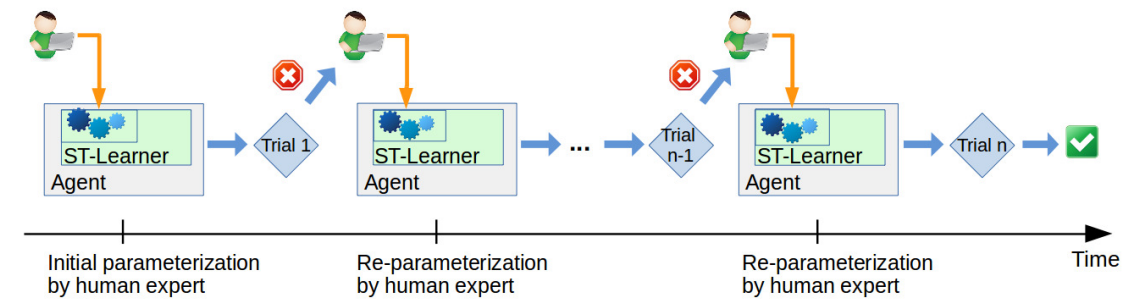 ST-Learner
Agent
Trial 1
ST-Learner
Agent
...
Trial
n-1
ST-Learner
Agent
Trial n
Time
Initial parameterization
by human expert
Re-parameterization
by human expert
Re-parameterization
by human expert